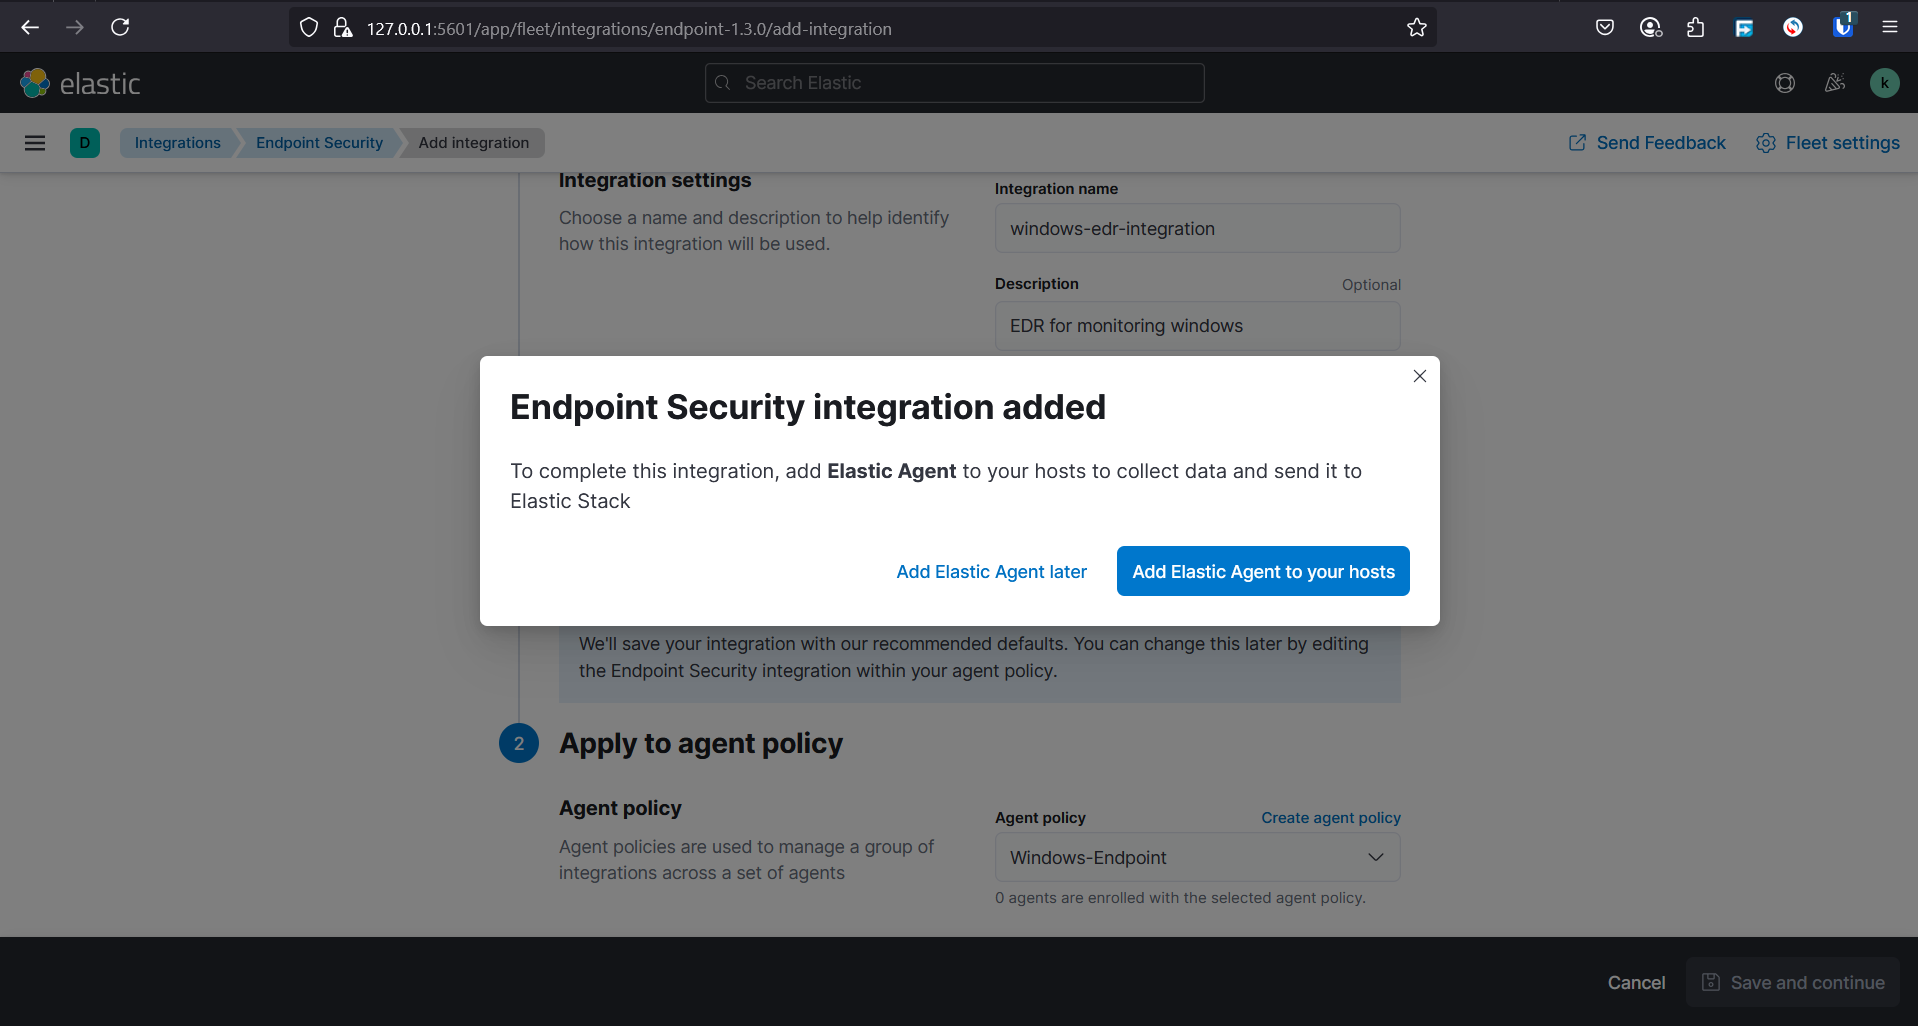 127.0.0.1:5601/app/fleet/integrations/endpoint-1.3.0/add-integration
1
elastic
Search Elastic
k
D
Integrations
Endpoint Security
Add integration
Send Feedback
Fleet settings
Integration settings
Choose a name and description to help identify
how this integration will be used.
Integration name
windows-edr-integration
Description
Optional
EDR for monitoring windows
Endpoint Security integration added
To complete this integration, add Elastic Agent to your hosts to collect data and send it to
Elastic Stack
Add Elastic Agent later
Add Elastic Agent to your hosts
We'll save your integration with our recommended defaults. You can change this later by editing
the Endpoint Security integration within your agent policy.
2
Apply to agent policy
Agent policy
Agent policies are used to manage a group of
integrations across a set of agents
Agent policy
Create agent policy
Windows-Endpoint
0 agents are enrolled with the selected agent policy.
Cancel
Save and continue